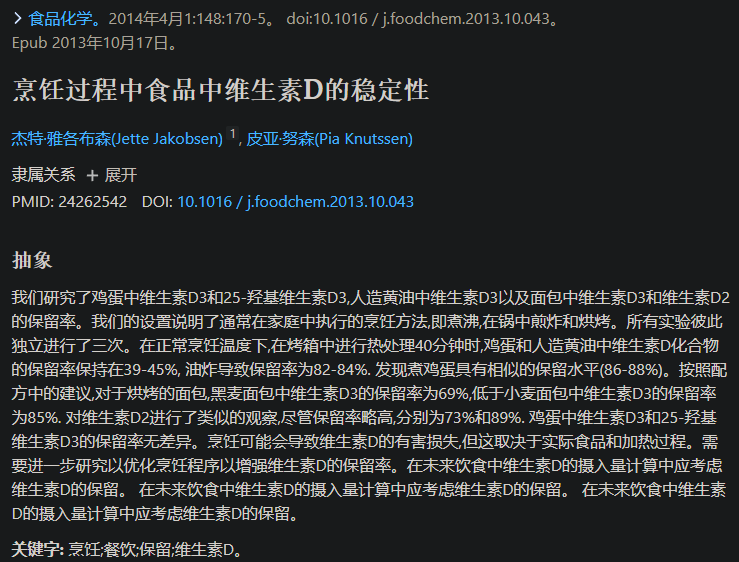 > 食品化学。2014年4月1:148:170-5。 doi:10.1016 / j.foodchem.2013.10.043。
Epub 2013年10月17日。
烹饪过程中食品中维生素D的稳定性
杰特·雅各布森(Jette Jakobsen) 1 , 皮亚·努森(Pia Knutssen)
隶属关系 + 展开
PMID: 24262542 DOI: 10.1016 / j.foodchem.2013.10.043
抽象
我们研究了鸡蛋中维生素D3和25-羟基维生素D3,人造黄油中维生素D3以及面包中维生素D3和维生素D2
的保留率。我们的设置说明了通常在家庭中执行的烹饪方法,即煮沸,在锅中煎炸和烘烤。所有实验彼此
独立进行了三次。在正常烹饪温度下,在烤箱中进行热处理40分钟时,鸡蛋和人造黄油中维生素D化合物
的保留率保持在39-45%, 油炸导致保留率为82-84%. 发现煮鸡蛋具有相似的保留水平(86-88%)。按照配
方中的建议,对于烘烤的面包,黑麦面包中维生素D3的保留率为69%,低于小麦面包中维生素D3的保留率
为85%. 对维生素D2进行了类似的观察,尽管保留率略高,分别为73%和89%. 鸡蛋中维生素D3和25-羟基
维生素D3的保留率无差异。烹饪可能会导致维生素D的有害损失,但这取决于实际食品和加热过程。需
要进一步研究以优化烹饪程序以增强维生素D的保留率。在未来饮食中维生素D的摄入量计算中应考虑
维生素D的保留。 在未来饮食中维生素D的摄入量计算中应考虑维生素D的保留。 在未来饮食中维生素
D的摄入量计算中应考虑维生素D的保留。
关键字: 烹饪;餐饮;保留;维生素D。